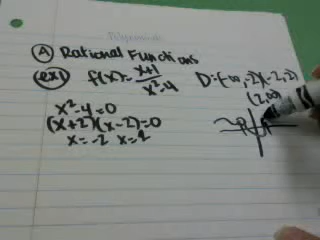 Ⓐ Rational Functions
(ex1) f(x) = x+1/x²-4 D: (-∞, -2)(-2, 2)
(2, ∞)
x²-4=0
(x+2)(x-2)=0
x=-2 x=2